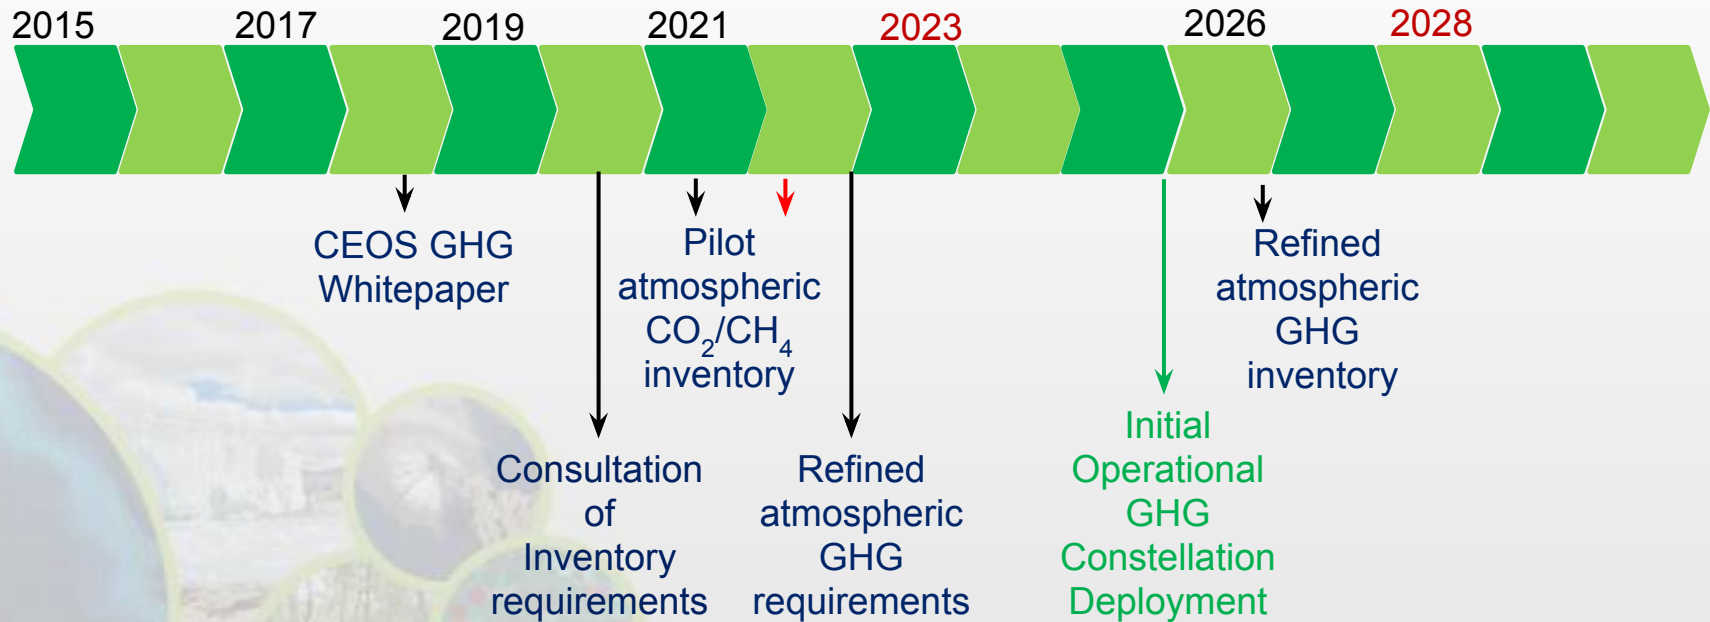 2015 2017 2019 2021 2023 2026 2028
CEOS GHG
Whitepaper
Consultation
of
Inventory
requirements
Pilot
atmospheric
CO₂/CH₄
inventory
Refined
atmospheric
GHG
requirements
Initial
Operational
GHG
Constellation
Deployment
Refined
atmospheric
GHG
inventory